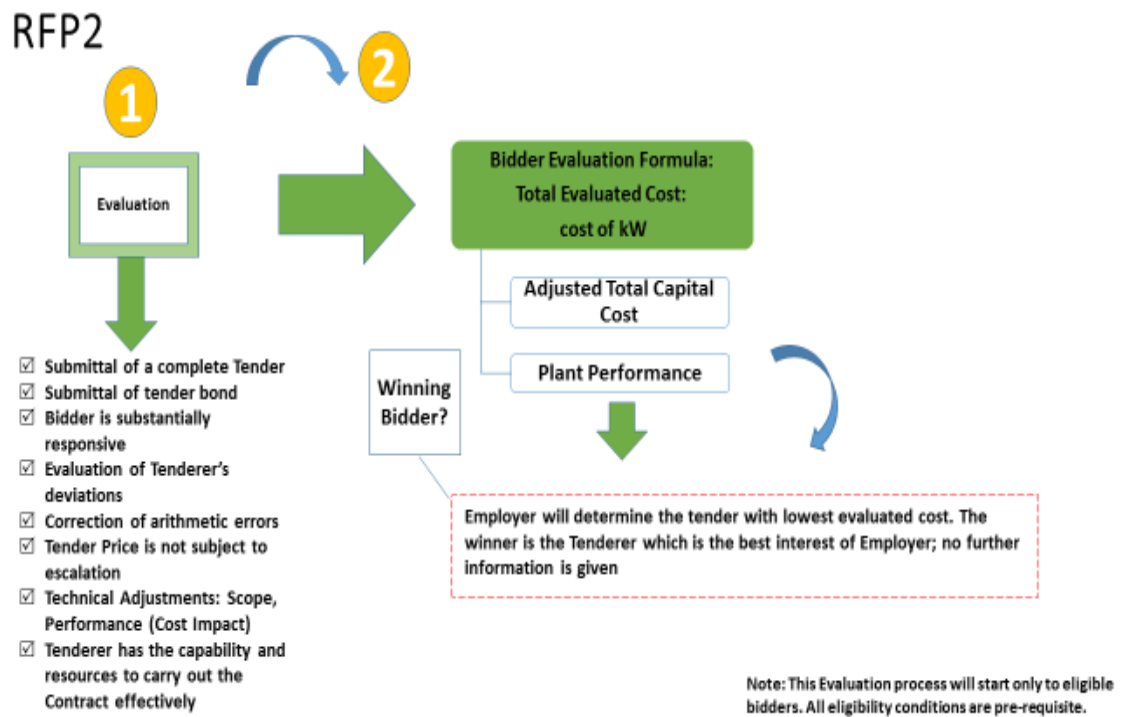 RFP2
1
2
Evaluation
☑ Submittal of a complete Tender
☑ Submittal of tender bond
☑ Bidder is substantially
responsive
☑ Evaluation of Tenderer's
deviations
☑ Correction of arithmetic errors
☑ Tender Price is not subject to
escalation
☑ Technical Adjustments: Scope,
Performance (Cost Impact)
☑ Tenderer has the capability and
resources to carry out the
Contract effectively
Bidder Evaluation Formula:
Total Evaluated Cost:
cost of kW
Adjusted Total Capital
Cost
Plant Performance
Winning
Bidder?
Employer will determine the tender with lowest evaluated cost. The
winner is the Tenderer which is the best interest of Employer; no further
information is given
Note: This Evaluation process will start only to eligible
bidders. All eligibility conditions are pre-requisite.